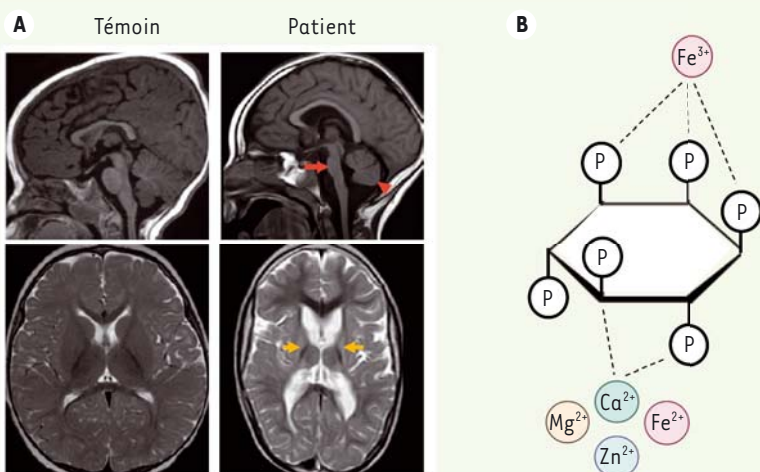 A
Témoin
Patient
B
Fe³⁺
P
P
P
P
P
P
Ca²⁺
Mg²⁺
Fe²⁺
Zn²⁺